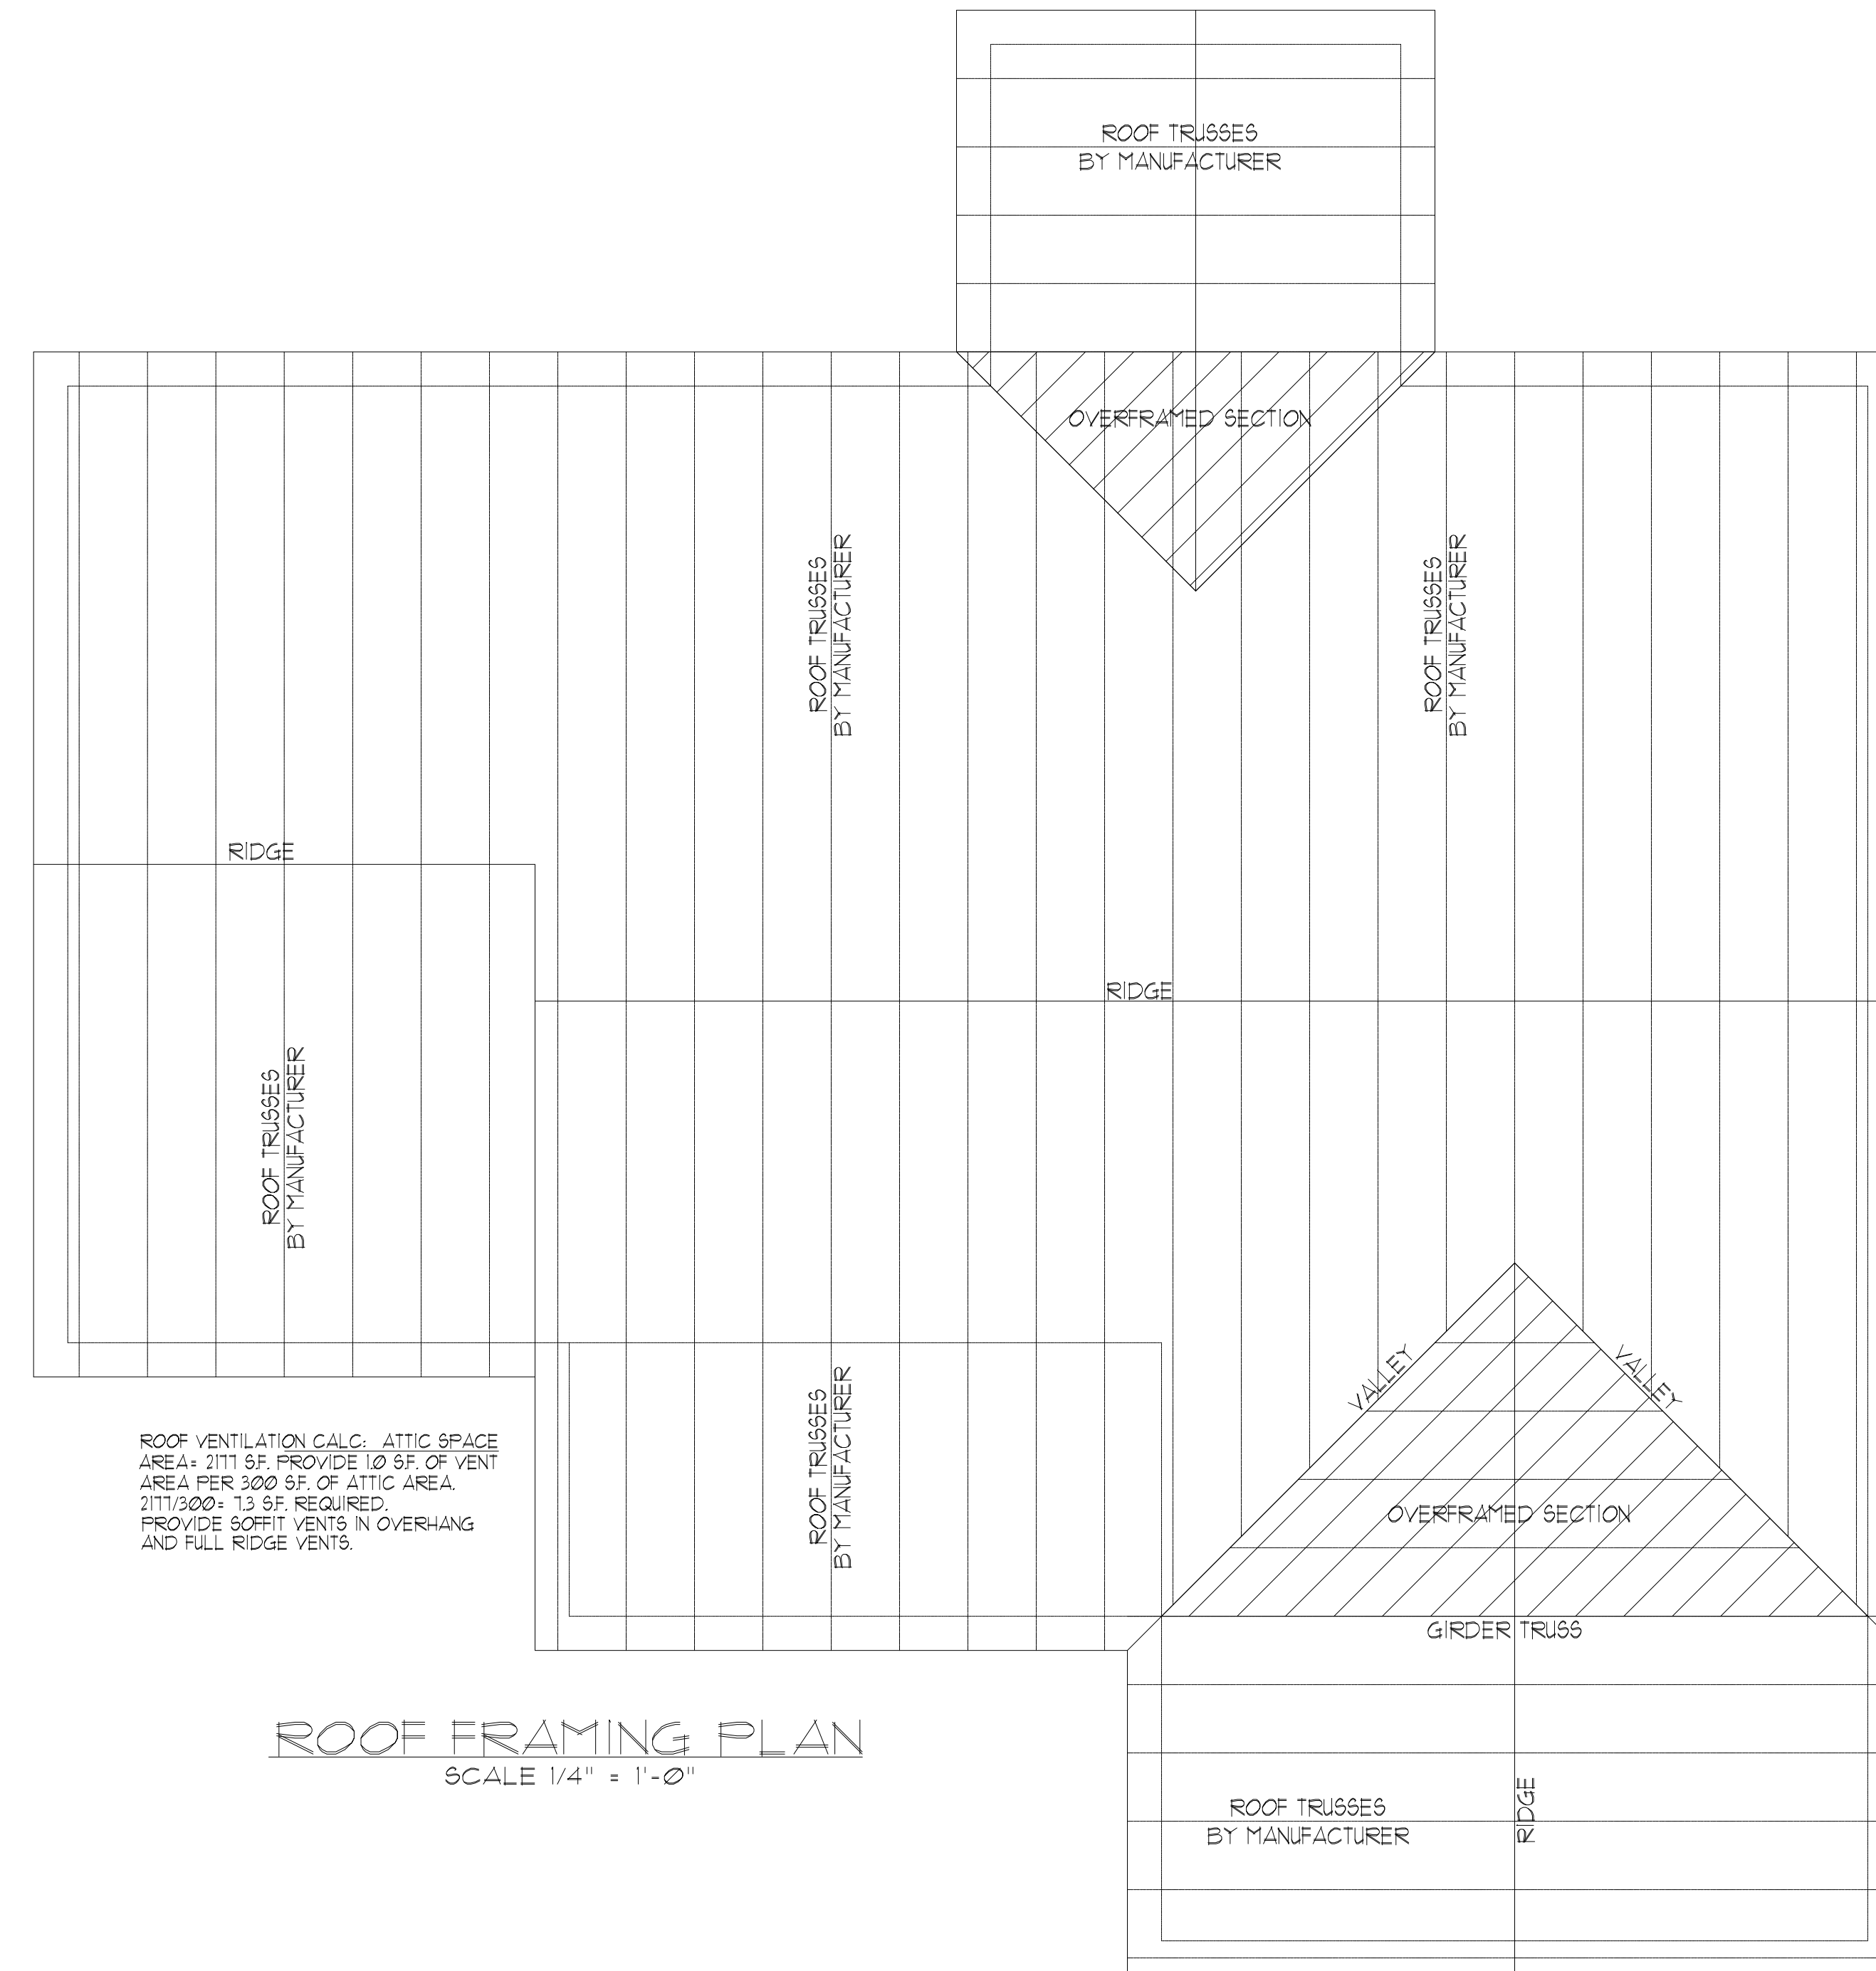 ROOF TRUSSES
BY MANUFACTURER
OVERFRAMED SECTION
ROOF TRUSSES
BY MANUFACTURER
ROOF TRUSSES
BY MANUFACTURER
RIDGE
RIDGE
ROOF TRUSSES
BY MANUFACTURER
VALLEY
VALLEY
ROOF TRUSSES
BY MANUFACTURER
ROOF VENTILATION CALC: ATTIC SPACE
AREA= 2177 S.F. PROVIDE 1.0 S.F. OF VENT
AREA PER 300 S.F. OF ATTIC AREA.
2177/300= 7.3 S.F. REQUIRED.
PROVIDE SOFFIT VENTS IN OVERHANG
AND FULL RIDGE VENTS.
OVERFRAMED SECTION
GIRDER TRUSS
ROOF FRAMING PLAN
SCALE 1/4" = 1'-0"
ROOF TRUSSES
BY MANUFACTURER
RIDGE